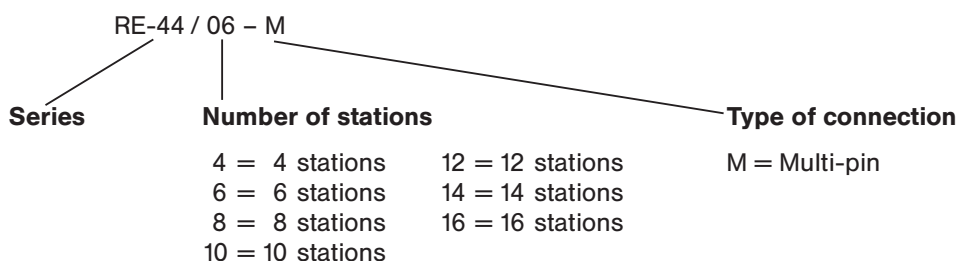 RE-44 / 06 – M
Series
Number of stations
Type of connection
4 = 4 stations
6 = 6 stations
8 = 8 stations
10 = 10 stations
12 = 12 stations
14 = 14 stations
16 = 16 stations
M = Multi-pin